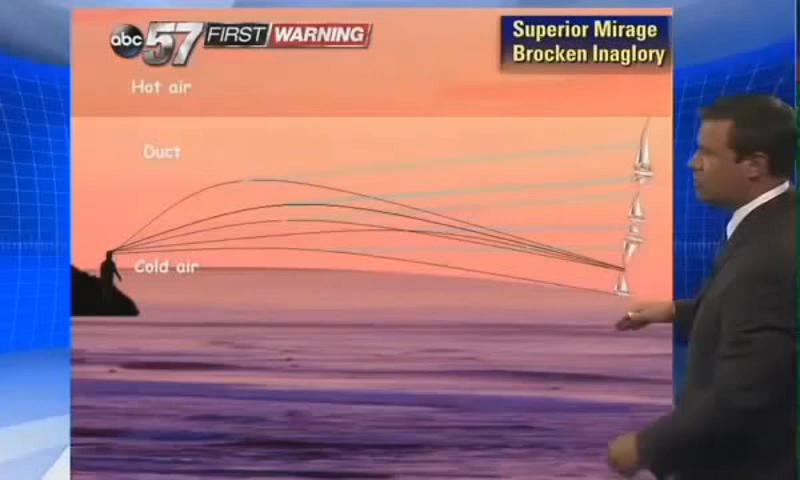 abc 57 FIRST WARNING
Superior Mirage
Brocken Inaglory
Hot air
Duct
Cold air